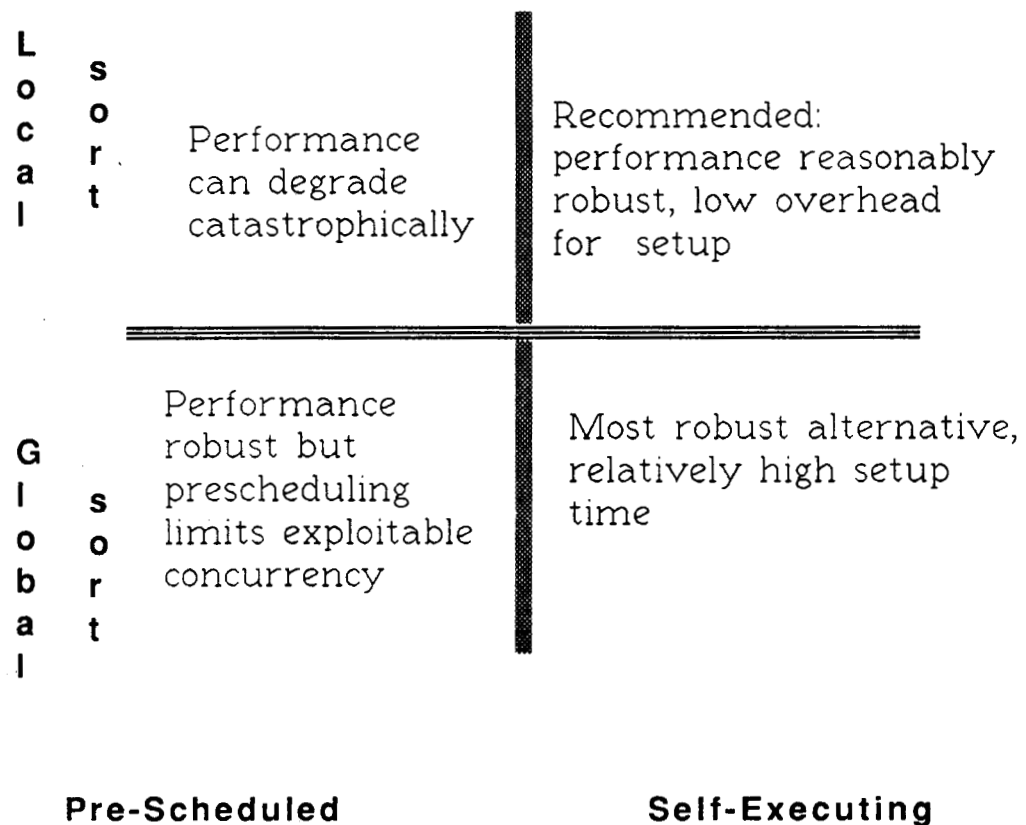 Local
sort
Performance
can degrade
catastrophically
Recommended:
performance reasonably
robust, low overhead
for setup
Global
sort
Performance
robust but
prescheduling
limits exploitable
concurrency
Most robust alternative,
relatively high setup
time
Pre-Scheduled
Self-Executing